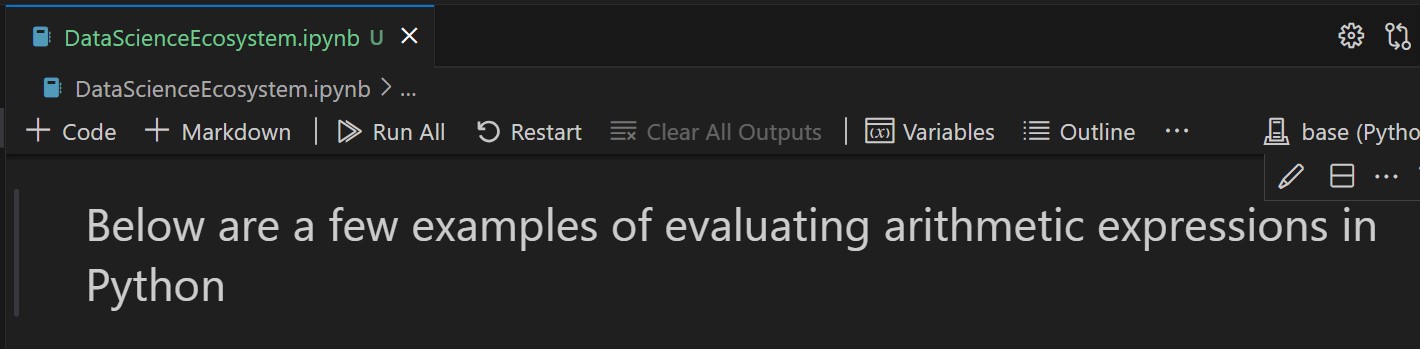 DataScienceEcosystem.ipynb U
DataScienceEcosystem.ipynb > ...
Code Markdown Run All Restart Clear All Outputs (x) Variables Outline ... base (Pytho
...
Below are a few examples of evaluating arithmetic expressions in
Python